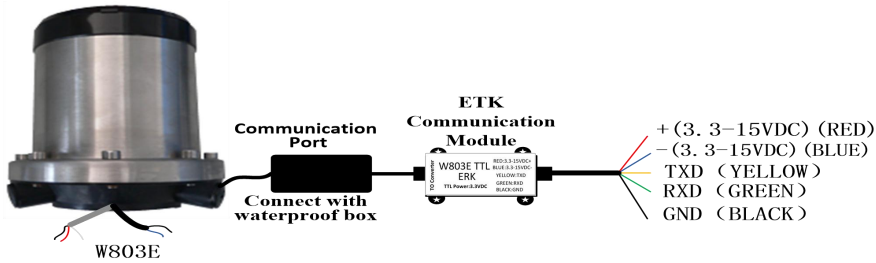 W803E
Communication
Port
Connect with
waterproof box
ETK
Communication
Module
TO Converter
W803E TTL
ERK
TTL Power:3.3VDC
RED:3.3-15VDC+
BLUE:3.3-15VDC-
YELLOW:TXD
GREEN:RXD
BLACK:GND
+(3.3-15VDC)(RED)
-(3.3-15VDC)(BLUE)
TXD (YELLOW)
RXD (GREEN)
GND (BLACK)